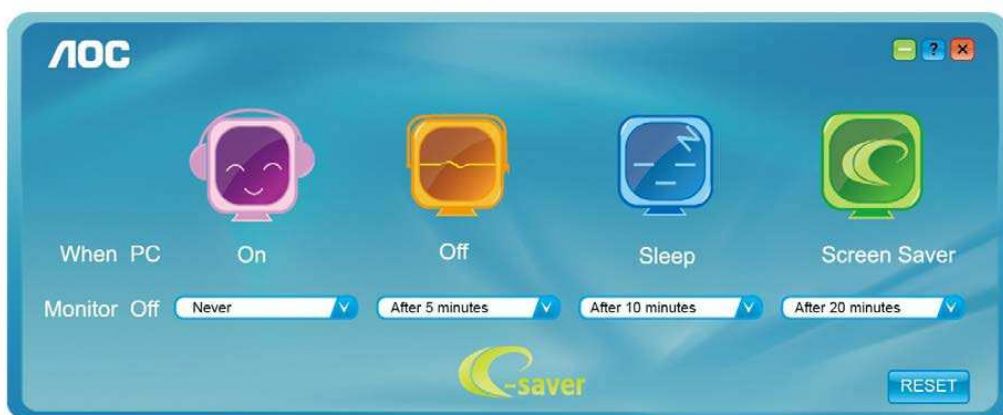 AOC
?
When PC On Off Sleep Screen Saver
Monitor Off Never After 5 minutes After 10 minutes After 20 minutes
e-saver
RESET